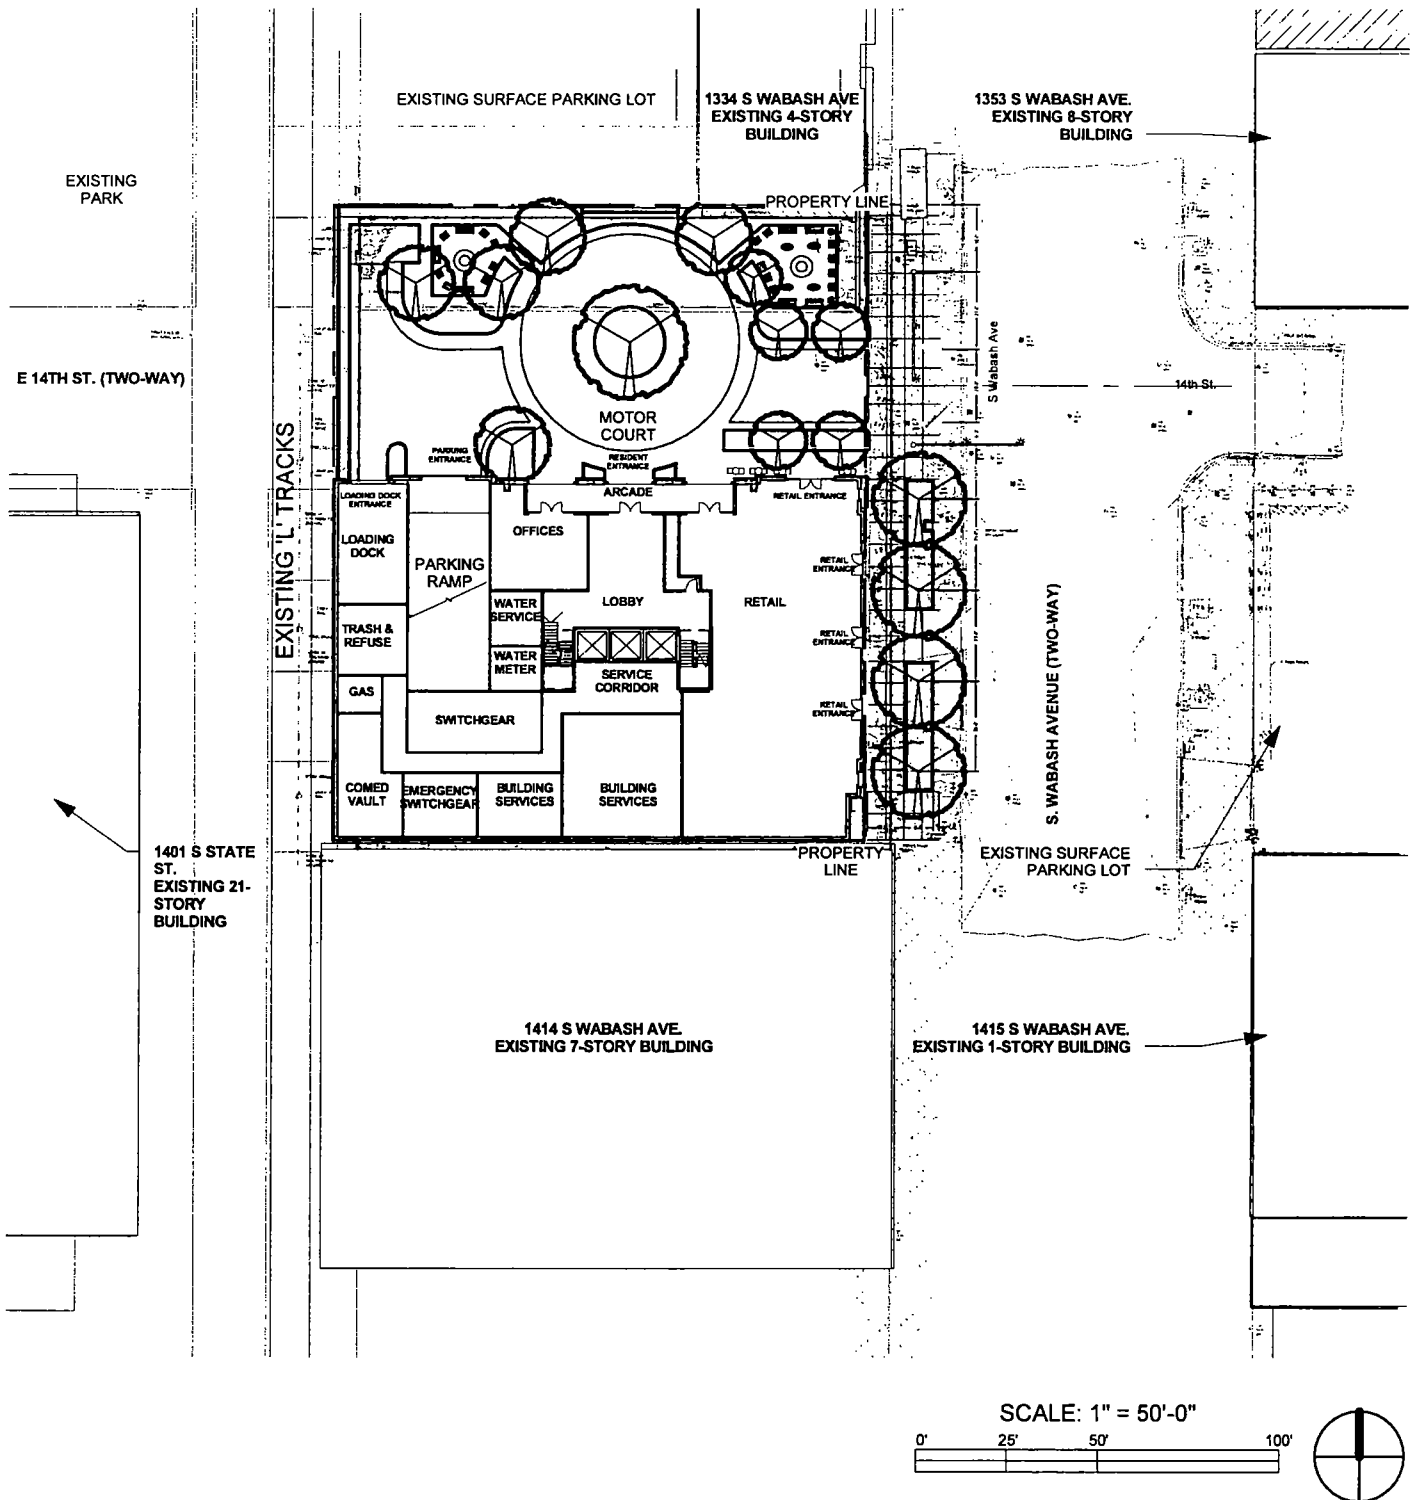 EXISTING SURFACE PARKING LOT
1334 S WABASH AVE
EXISTING 4-STORY
BUILDING
1353 S WABASH AVE.
EXISTING 8-STORY
BUILDING
EXISTING
PARK
PROPERTY LINE
E 14TH ST. (TWO-WAY)
S Wabash Ave
14th St.
MOTOR
COURT
PARKING
ENTRANCE
RESIDENT
ENTRANCE
EXISTING 'L' TRACKS
LOADING DOCK
ENTRANCE
ARCADE
RETAIL ENTRANCE
LOADING
DOCK
OFFICES
PARKING
RAMP
RETAIL
ENTRANCE
WATER
SERVICE
LOBBY
RETAIL
TRASH &
REFUSE
RETAIL
ENTRANCE
WATER
METER
SERVICE
CORRIDOR
GAS
SWITCHGEAR
RETAIL
ENTRANCE
S. WABASH AVENUE (TWO-WAY)
COMED
VAULT
EMERGENCY
SWITCHGEAR
BUILDING
SERVICES
BUILDING
SERVICES
1401 S STATE
ST.
EXISTING 21-
STORY
BUILDING
PROPERTY
LINE
EXISTING SURFACE
PARKING LOT
1414 S WABASH AVE.
EXISTING 7-STORY BUILDING
1415 S WABASH AVE.
EXISTING 1-STORY BUILDING
SCALE: 1" = 50'-0"
0' 25' 50' 100'